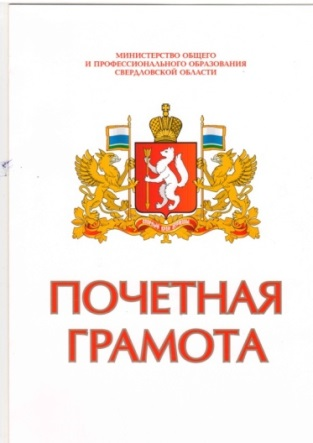 МИНИСТЕРСТВО ОБЩЕГО
И ПРОФЕССИОНАЛЬНОГО ОБРАЗОВАНИЯ
СВЕРДЛОВСКОЙ ОБЛАСТИ
ПОЧЕТНАЯ
ГРАМОТА